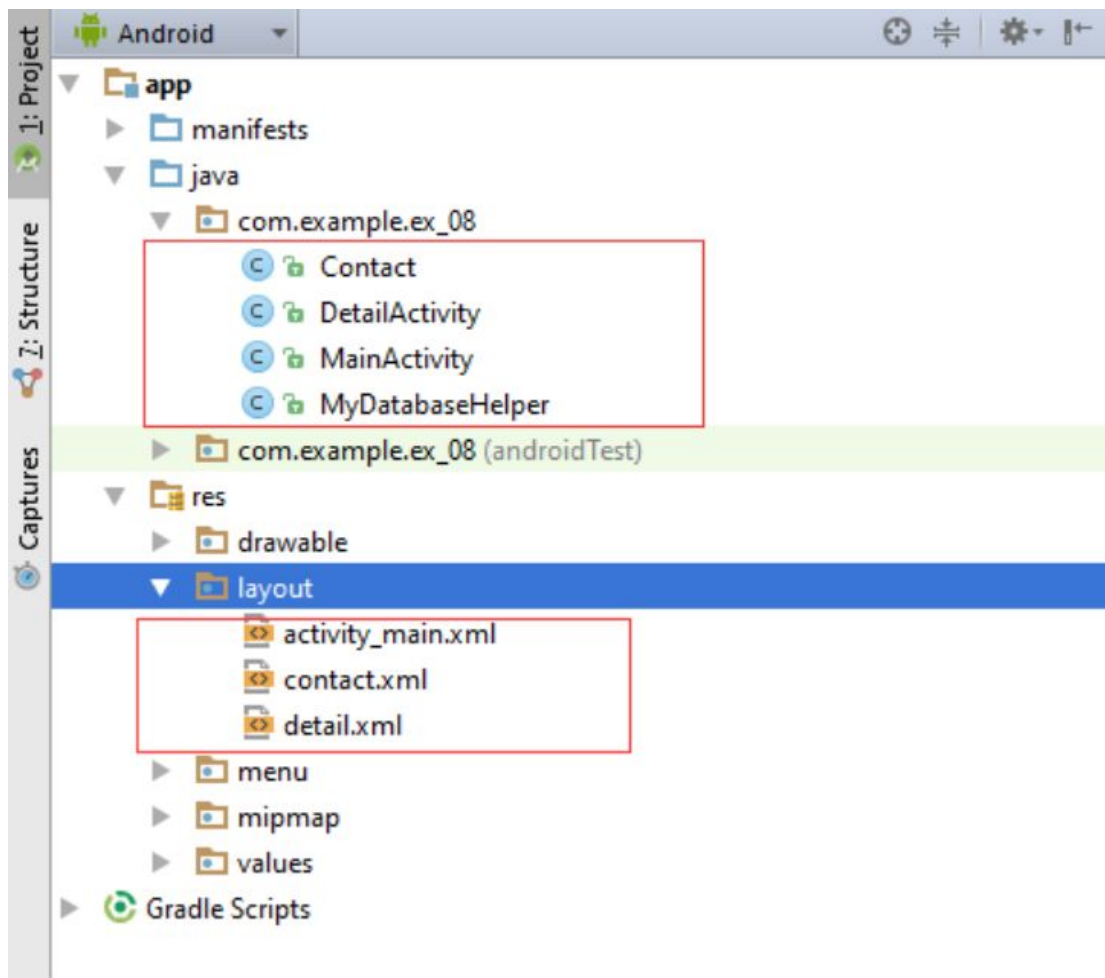 Android
1: Project
7: Structure
Captures
app
manifests
java
com.example.ex_08
Contact
DetailActivity
MainActivity
MyDatabaseHelper
com.example.ex_08 (androidTest)
res
drawable
layout
activity_main.xml
contact.xml
detail.xml
menu
mipmap
values
Gradle Scripts